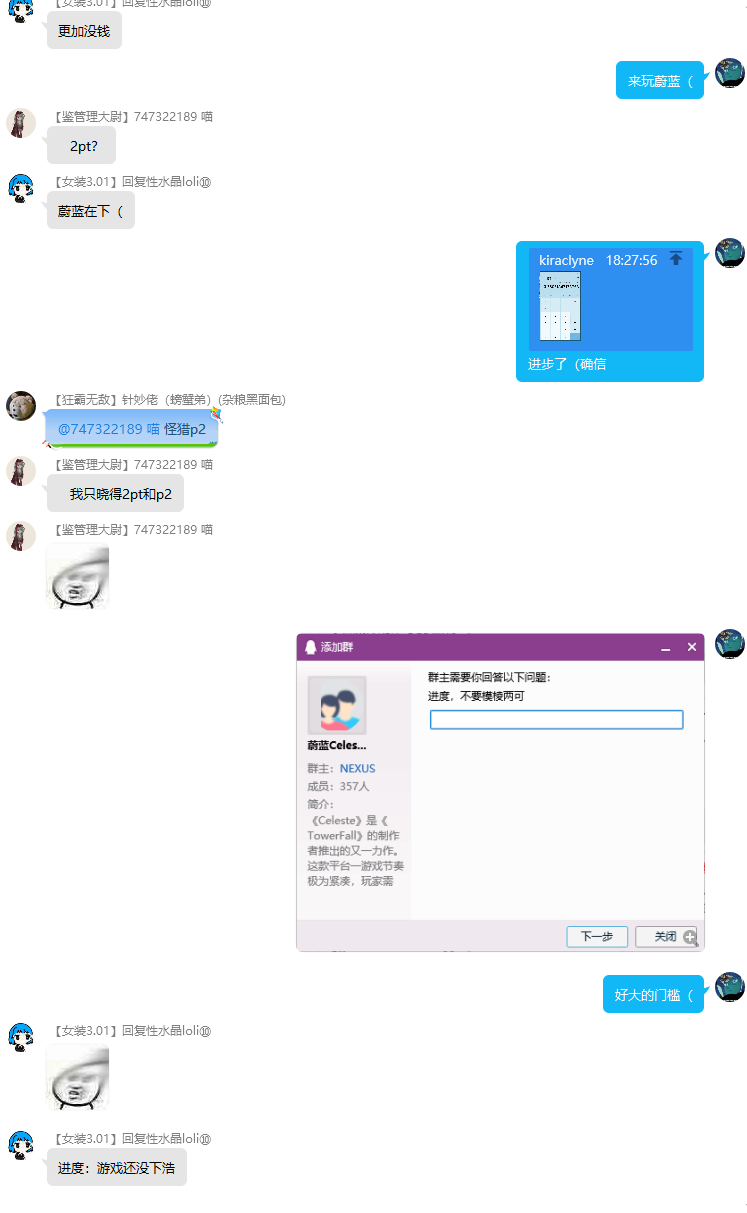 【女装3.01】回复性水晶loli@
更加没钱
来玩蔚蓝（
【鉴管理大尉】747322189 喵
2pt?
【女装3.01】回复性水晶loli@
蔚蓝在下（
kiraclyne 18:27:56
进步了（确信
【狂霸无敌】针妙佬（螃蟹弟）(杂粮黑面包)
@747322189 喵 怪猎p2
【鉴管理大尉】747322189 喵
我只晓得2pt和p2
【鉴管理大尉】747322189 喵
添加群
群主需要你回答以下问题：
进度，不要模棱两可
蔚蓝Celes...
群主：NEXUS
成员：357人
简介：
《Celeste》是《
TowerFall》的制作
者推出的又一力作。
这款平台一游戏节奏
极为紧凑，玩家需
下一步 关闭
好大的门槛（
【女装3.01】回复性水晶loli@
【女装3.01】回复性水晶loli@
进度：游戏还没下浩